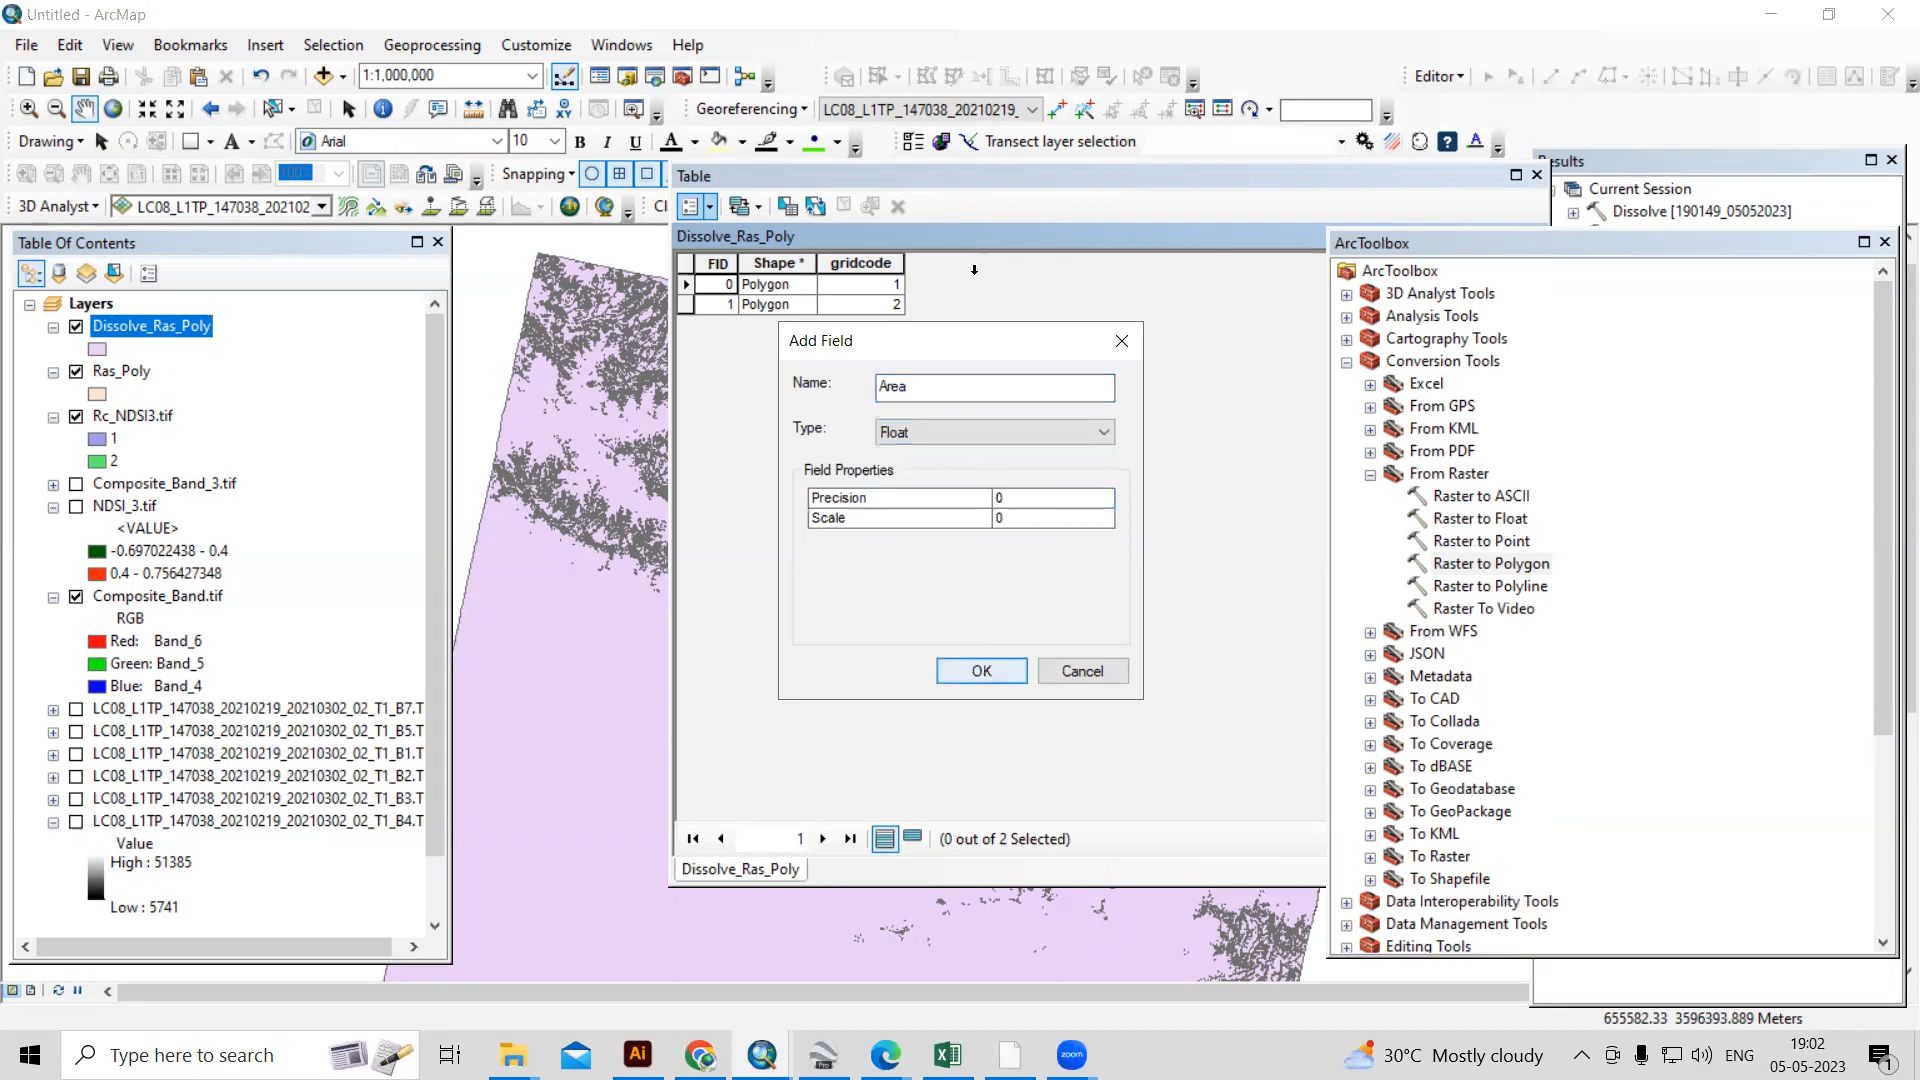 Untitled - ArcMap
File Edit View Bookmarks Insert Selection Geoprocessing Customize Windows Help
1:1,000,000
Editor
Georeferencing LC08_L1TP_147038_20210219_
Drawing Arial 10 B I U A
Transect layer selection
100%
Snapping
3D Analyst LC08_L1TP_147038_202102
Cl
Table
Dissolve_Ras_Poly
FID Shape * gridcode
0 Polygon 1
1 Polygon 2
Add Field
Name: Area
Type: Float
Field Properties
Precision 0
Scale 0
OK Cancel
1 (0 out of 2 Selected)
Dissolve_Ras_Poly
Table Of Contents
Layers
Dissolve_Ras_Poly
Ras_Poly
Rc_NDSI3.tif
1
2
Composite_Band_3.tif
NDSI_3.tif
<VALUE>
-0.697022438 - 0.4
0.4 - 0.756427348
Composite_Band.tif
RGB
Red: Band_6
Green: Band_5
Blue: Band_4
LC08_L1TP_147038_20210219_20210302_02_T1_B7.T
LC08_L1TP_147038_20210219_20210302_02_T1_B5.T
LC08_L1TP_147038_20210219_20210302_02_T1_B1.T
LC08_L1TP_147038_20210219_20210302_02_T1_B2.T
LC08_L1TP_147038_20210219_20210302_02_T1_B3.T
LC08_L1TP_147038_20210219_20210302_02_T1_B4.T
Value
High : 51385
Low : 5741
Results
Current Session
Dissolve [190149_05052023]
ArcToolbox
ArcToolbox
3D Analyst Tools
Analysis Tools
Cartography Tools
Conversion Tools
Excel
From GPS
From KML
From PDF
From Raster
Raster to ASCII
Raster to Float
Raster to Point
Raster to Polygon
Raster to Polyline
Raster To Video
From WFS
JSON
Metadata
To CAD
To Collada
To Coverage
To dBASE
To Geodatabase
To GeoPackage
To KML
To Raster
To Shapefile
Data Interoperability Tools
Data Management Tools
Editing Tools
655582.33 3596393.889 Meters
Type here to search
Ai
Pro
zoom
30°C Mostly cloudy
ENG
19:02
05-05-2023
1